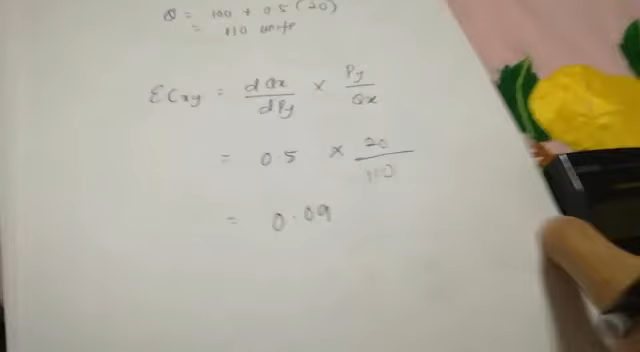 Q = 100 + 0.5 (20)
= 110 units
ECxy = dQx/dPy × Py/Qx
= 0.5 × 20/110
= 0.09